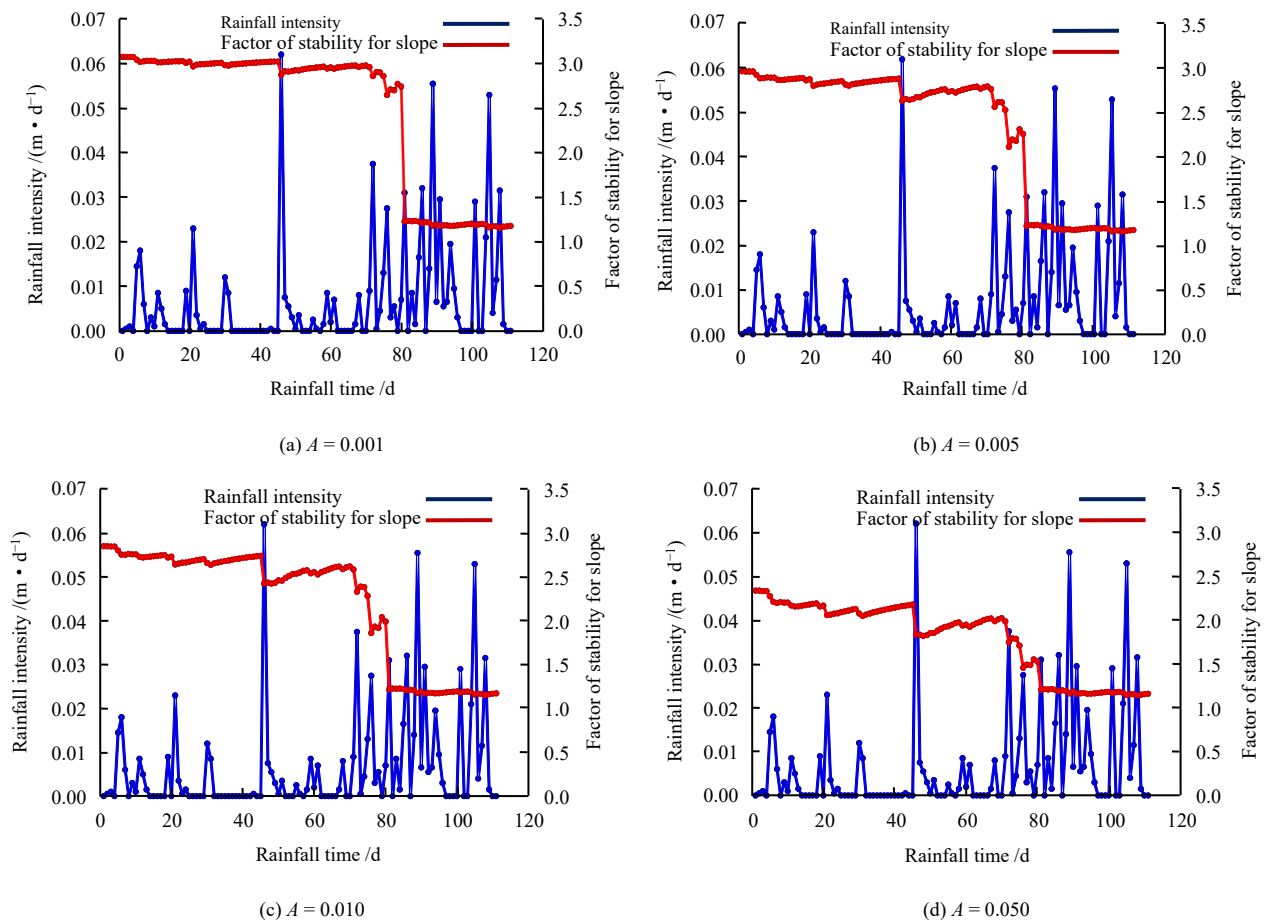 Rainfall intensity
Factor of stability for slope
0.07
0.06
0.05
0.04
0.03
0.02
0.01
0.00
3.5
3.0
2.5
2.0
1.5
1.0
0.5
0.0
0 20 40 60 80 100 120
Rainfall intensity /(m • d⁻¹)
Factor of stability for slope
Rainfall time /d
(a) A = 0.001
Rainfall intensity
Factor of stability for slope
0.07
0.06
0.05
0.04
0.03
0.02
0.01
0.00
3.5
3.0
2.5
2.0
1.5
1.0
0.5
0.0
0 20 40 60 80 100 120
Rainfall intensity /(m • d⁻¹)
Factor of stability for slope
Rainfall time /d
(b) A = 0.005
Rainfall intensity
Factor of stability for slope
0.07
0.06
0.05
0.04
0.03
0.02
0.01
0.00
3.5
3.0
2.5
2.0
1.5
1.0
0.5
0.0
0 20 40 60 80 100 120
Rainfall intensity /(m • d⁻¹)
Factor of stability for slope
Rainfall time /d
(c) A = 0.010
Rainfall intensity
Factor of stability for slope
0.07
0.06
0.05
0.04
0.03
0.02
0.01
0.00
3.5
3.0
2.5
2.0
1.5
1.0
0.5
0.0
0 20 40 60 80 100 120
Rainfall intensity /(m • d⁻¹)
Factor of stability for slope
Rainfall time /d
(d) A = 0.050